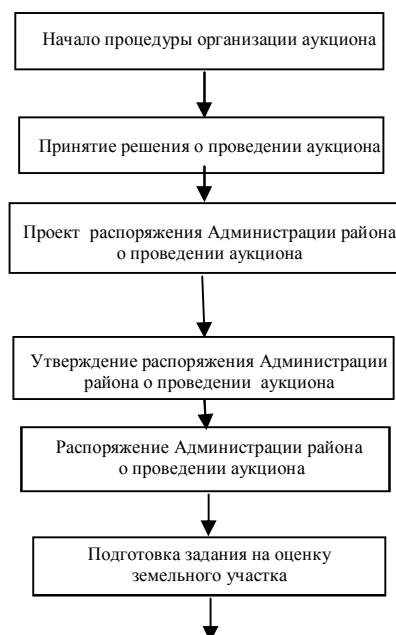 Начало процедуры организации аукциона
Принятие решения о проведении аукциона
Проект распоряжения Администрации района
о проведении аукциона
Утверждение распоряжения Администрации
района о проведении аукциона
Распоряжение Администрации района
о проведении аукциона
Подготовка задания на оценку
земельного участка